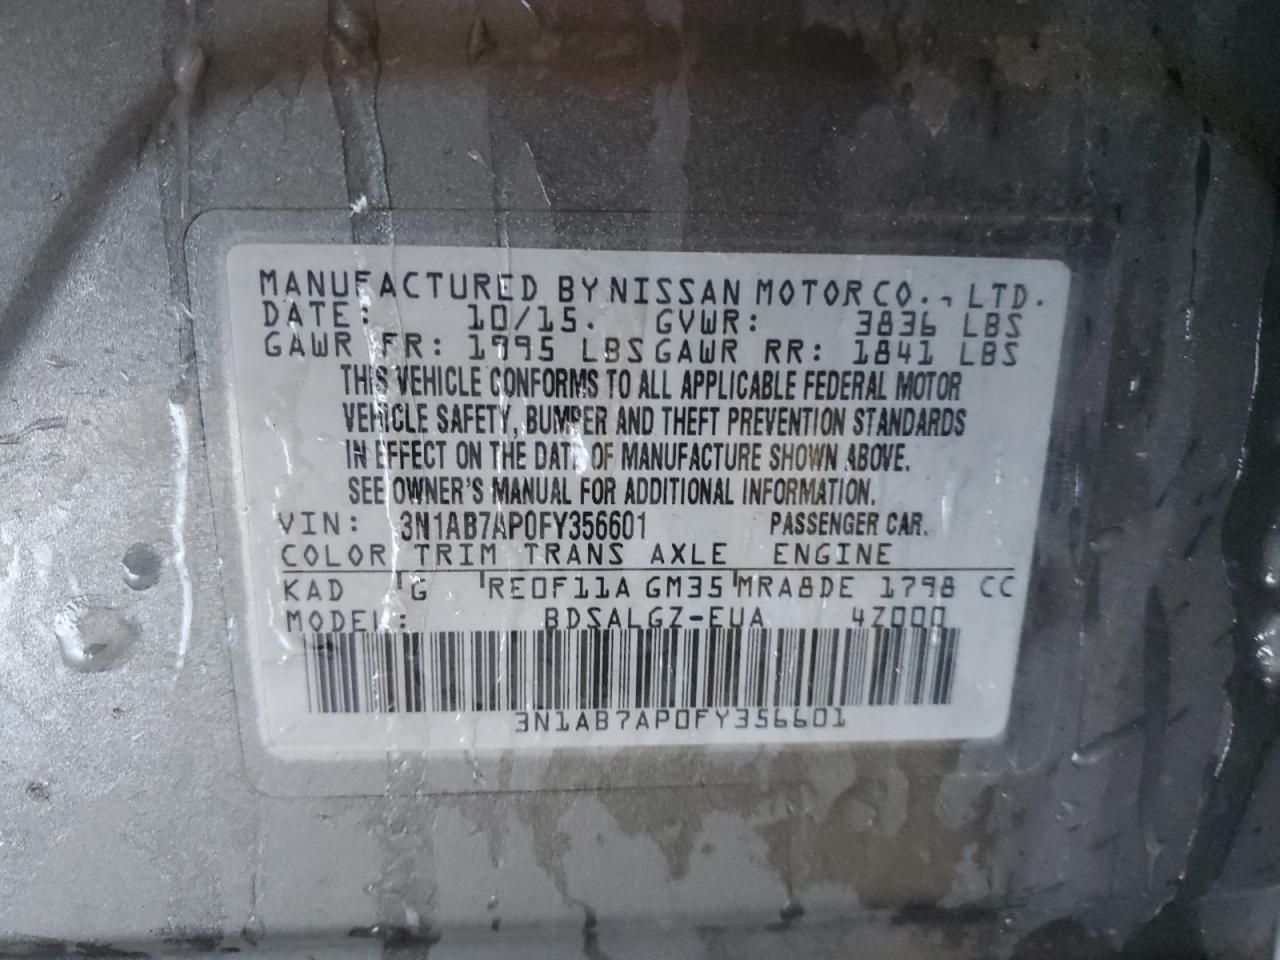 MANUFACTURED BY NISSAN MOTOR CO., LTD.
DATE: 10/15. GVWR: 3836 LBS
GAWR FR: 1995 LBS GAWR RR: 1841 LBS
THIS VEHICLE CONFORMS TO ALL APPLICABLE FEDERAL MOTOR
VEHICLE SAFETY, BUMPER AND THEFT PREVENTION STANDARDS
IN EFFECT ON THE DATE OF MANUFACTURE SHOWN ABOVE.
SEE OWNER'S MANUAL FOR ADDITIONAL INFORMATION.
VIN: 3N1AB7AP0FY356601 PASSENGER CAR.
COLOR TRIM TRANS AXLE ENGINE
KAD G RE0F11A GM35 MRA8DE 1798 CC
MODEL: BDSALGZ-EUA 4Z000
3N1AB7AP0FY356601